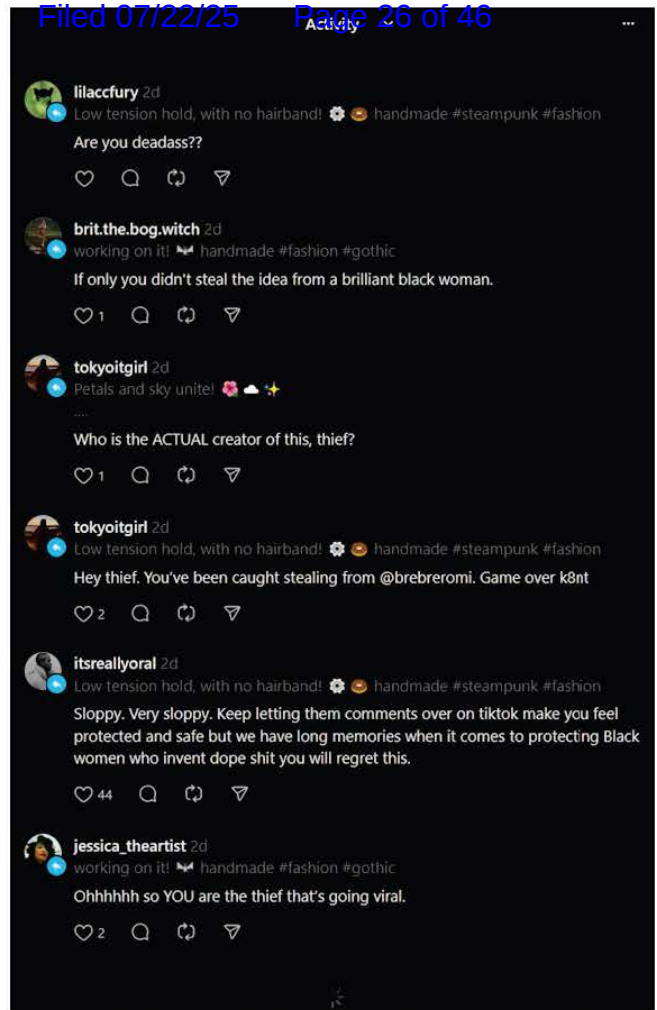 Filed 07/22/25 Page 26 of 46
Activity
lilaccfury 2d
Low tension hold, with no hairband! ⚙️ 🍩 handmade #steampunk #fashion
Are you deadass??
brit.the.bog.witch 2d
working on it! 🦇 handmade #fashion #gothic
If only you didn't steal the idea from a brilliant black woman.
1
tokyoitgirl 2d
Petals and sky unite! 🌺 ☁️ ✨
....
Who is the ACTUAL creator of this, thief?
1
tokyoitgirl 2d
Low tension hold, with no hairband! ⚙️ 🍩 handmade #steampunk #fashion
Hey thief. You've been caught stealing from @brebreromi. Game over k8nt
2
itsreallyoral 2d
Low tension hold, with no hairband! ⚙️ 🍩 handmade #steampunk #fashion
Sloppy. Very sloppy. Keep letting them comments over on tiktok make you feel
protected and safe but we have long memories when it comes to protecting Black
women who invent dope shit you will regret this.
44
jessica_theartist 2d
working on it! 🦇 handmade #fashion #gothic
Ohhhhhh so YOU are the thief that's going viral.
2